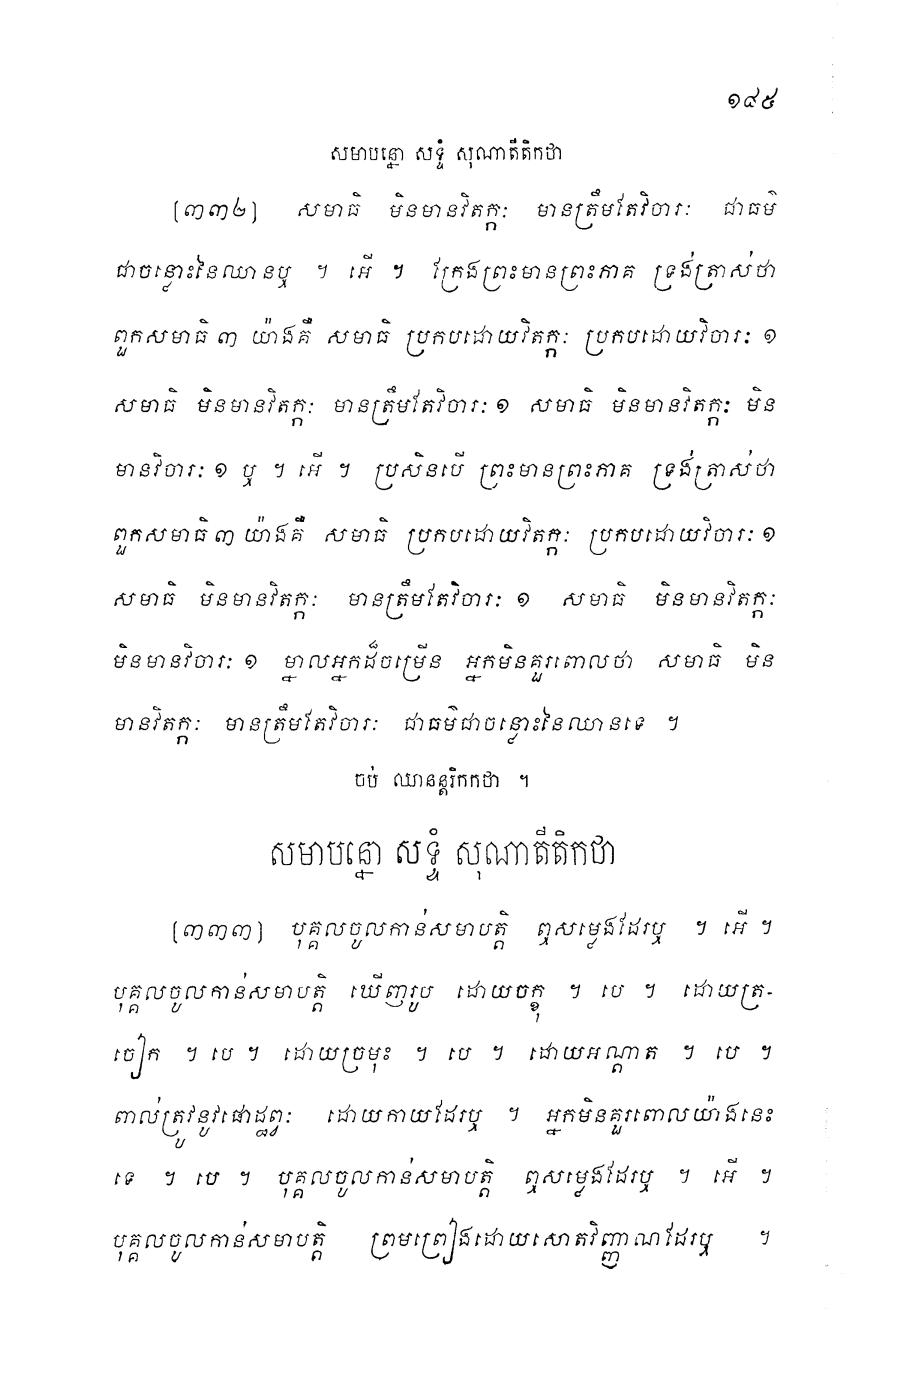 ១៨៥
សមាបន្នោ សទ្ទំ សុណាតីតិកថា
(៣៣២) សមាធិ មិនមានវិតក្កៈ មានត្រឹមតែវិចារៈ ជាធម៌
ជាចន្លោះនៃឈានឬ ។ អើ ។ ក្រែងព្រះមានព្រះភាគ ទ្រង់ត្រាស់ថា
ពួកសមាធិ ៣ យ៉ាងគឺ សមាធិ ប្រកបដោយវិតក្កៈ ប្រកបដោយវិចារៈ ១
សមាធិ មិនមានវិតក្កៈ មានត្រឹមតែវិចារៈ ១ សមាធិ មិនមានវិតក្កៈ មិន
មានវិចារៈ ១ ឬ ។ អើ ។ ប្រសិនបើ ព្រះមានព្រះភាគ ទ្រង់ត្រាស់ថា
ពួកសមាធិ ៣ យ៉ាងគឺ សមាធិ ប្រកបដោយវិតក្កៈ ប្រកបដោយវិចារៈ ១
សមាធិ មិនមានវិតក្កៈ មានត្រឹមតែវិចារៈ ១ សមាធិ មិនមានវិតក្កៈ
មិនមានវិចារៈ ១ ម្នាលអ្នកដ៏ចម្រើន អ្នកមិនគួរពោលថា សមាធិ មិន
មានវិតក្កៈ មានត្រឹមតែវិចារៈ ជាធម៌ជាចន្លោះនៃឈានទេ ។
ចប់ ឈានន្តរិកកថា ។
សមាបន្នោ សទ្ទំ សុណាតីតិកថា
(៣៣៣) បុគ្គលចូលកាន់សមាបត្តិ ឮសម្លេងដែរឬ ។ អើ ។
បុគ្គលចូលកាន់សមាបត្តិ ឃើញរូប ដោយចក្ខុ ។ បេ ។ ដោយត្រ-
ចៀក ។ បេ ។ ដោយច្រមុះ ។ បេ ។ ដោយអណ្តាត ។ បេ ។
ពាល់ត្រូវនូវផោដ្ឋព្វៈ ដោយកាយដែរឬ ។ អ្នកមិនគួរពោលយ៉ាងនេះ
ទេ ។ បេ ។ បុគ្គលចូលកាន់សមាបត្តិ ឮសម្លេងដែរឬ ។ អើ ។
បុគ្គលចូលកាន់សមាបត្តិ ព្រមព្រៀងដោយសោតវិញ្ញាណដែរឬ ។